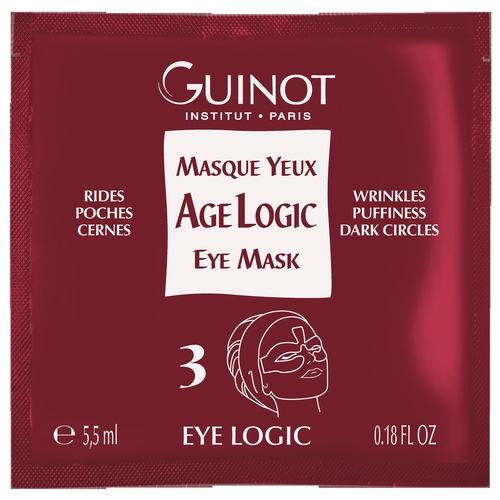 GUINOT
INSTITUT • PARIS
MASQUE YEUX
AGE LOGIC
EYE MASK
RIDES
POCHES
CERNES
WRINKLES
PUFFINESS
DARK CIRCLES
3
℮ 5,5 ml
EYE LOGIC
0.18 FL OZ